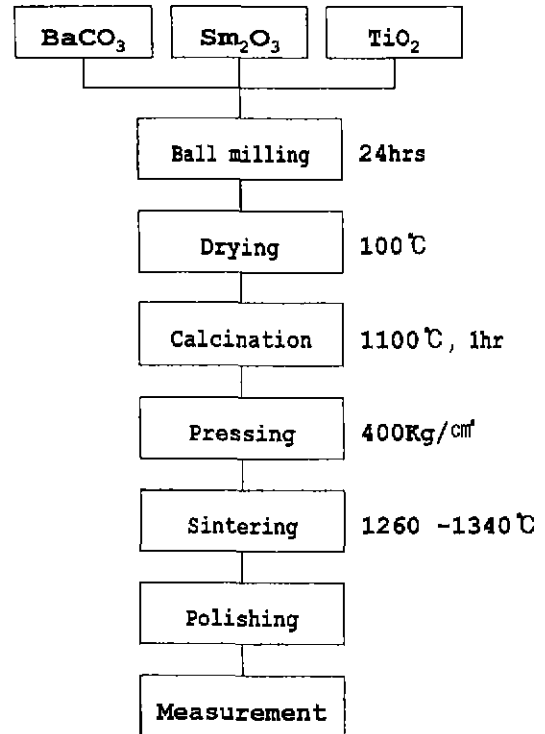 BaCO₃ Sm₂O₃ TiO₂
Ball milling 24hrs
Drying 100℃
Calcination 1100℃, 1hr
Pressing 400Kg/㎠
Sintering 1260 -1340℃
Polishing
Measurement